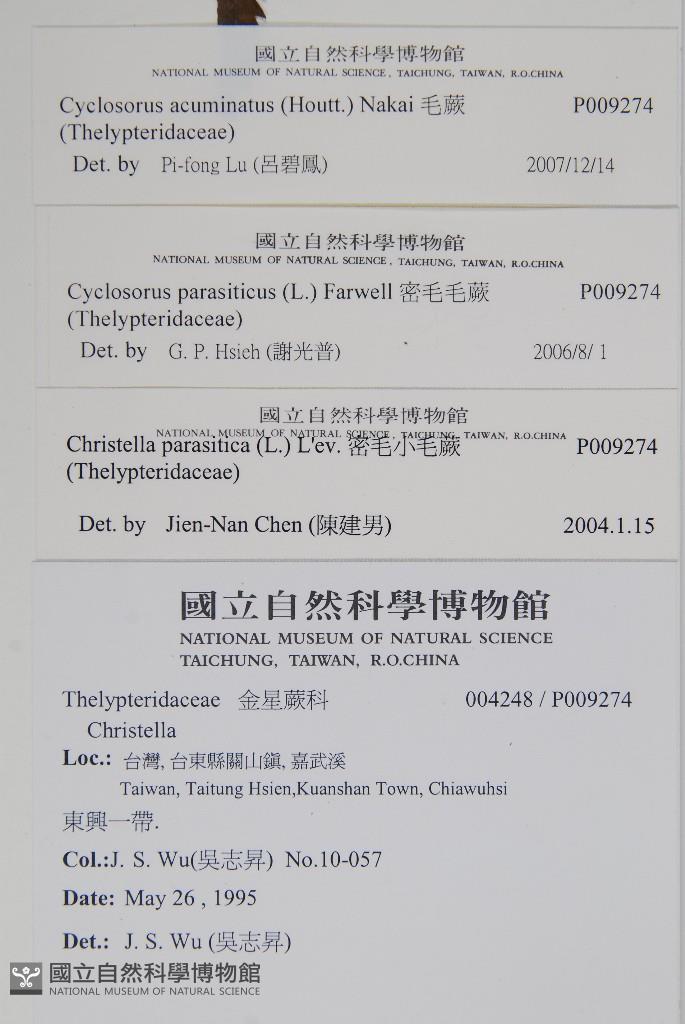 國立自然科學博物館
NATIONAL MUSEUM OF NATURAL SCIENCE, TAICHUNG, TAIWAN, R.O.CHINA
Cyclosorus acuminatus (Houtt.) Nakai 毛蕨 P009274
(Thelypteridaceae)
Det. by Pi-fong Lu (呂碧鳳) 2007/12/14
國立自然科學博物館
NATIONAL MUSEUM OF NATURAL SCIENCE, TAICHUNG, TAIWAN, R.O.CHINA
Cyclosorus parasiticus (L.) Farwell 密毛毛蕨 P009274
(Thelypteridaceae)
Det. by G. P. Hsieh (謝光普) 2006/8/ 1
國立自然科學博物館
NATIONAL MUSEUM OF NATURAL SCIENCE, TAICHUNG, TAIWAN, R.O.CHINA
Christella parasitica (L.) L'ev. 密毛小毛蕨 P009274
(Thelypteridaceae)
Det. by Jien-Nan Chen (陳建男) 2004.1.15
國立自然科學博物館
NATIONAL MUSEUM OF NATURAL SCIENCE
TAICHUNG, TAIWAN, R.O.CHINA
Thelypteridaceae 金星蕨科 004248 / P009274
Christella
Loc.: 台灣, 台東縣關山鎮, 嘉武溪
Taiwan, Taitung Hsien,Kuanshan Town, Chiawuhsi
東興一帶.
Col.:J. S. Wu(吳志昇) No.10-057
Date: May 26 , 1995
Det.: J. S. Wu (吳志昇)
國立自然科學博物館
NATIONAL MUSEUM OF NATURAL SCIENCE